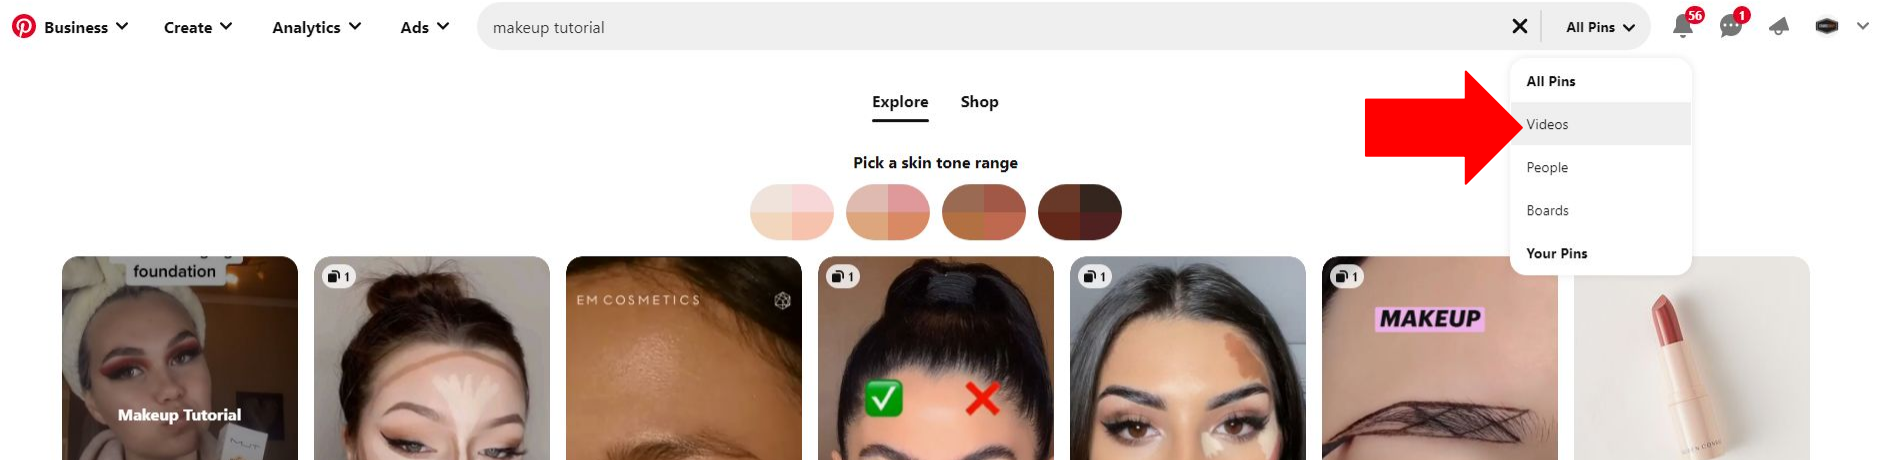 Business
Create
Analytics
Ads
makeup tutorial
All Pins
56
1
All Pins
Videos
People
Boards
Your Pins
Explore
Shop
Pick a skin tone range
foundation
Makeup Tutorial
1
EM COSMETICS
1
1
1
MAKEUP